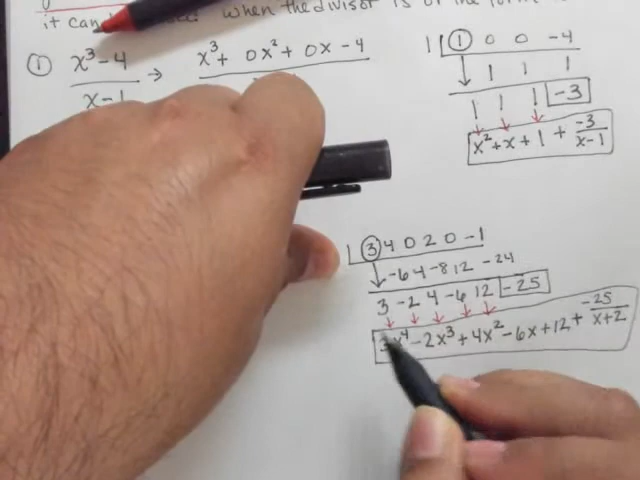 it can when the divisor is of the form
① x³-4 → x³+ 0x²+ 0x -4
x-1
1 | 1 0 0 -4
1 1 1
1 1 1 -3
x²+x+1 + -3/x-1
3 4 0 2 0 -1
-6 4 -8 12 -24
3 -2 4 -6 12 -25
3x⁴-2x³+4x²-6x+12+ -25/x+2